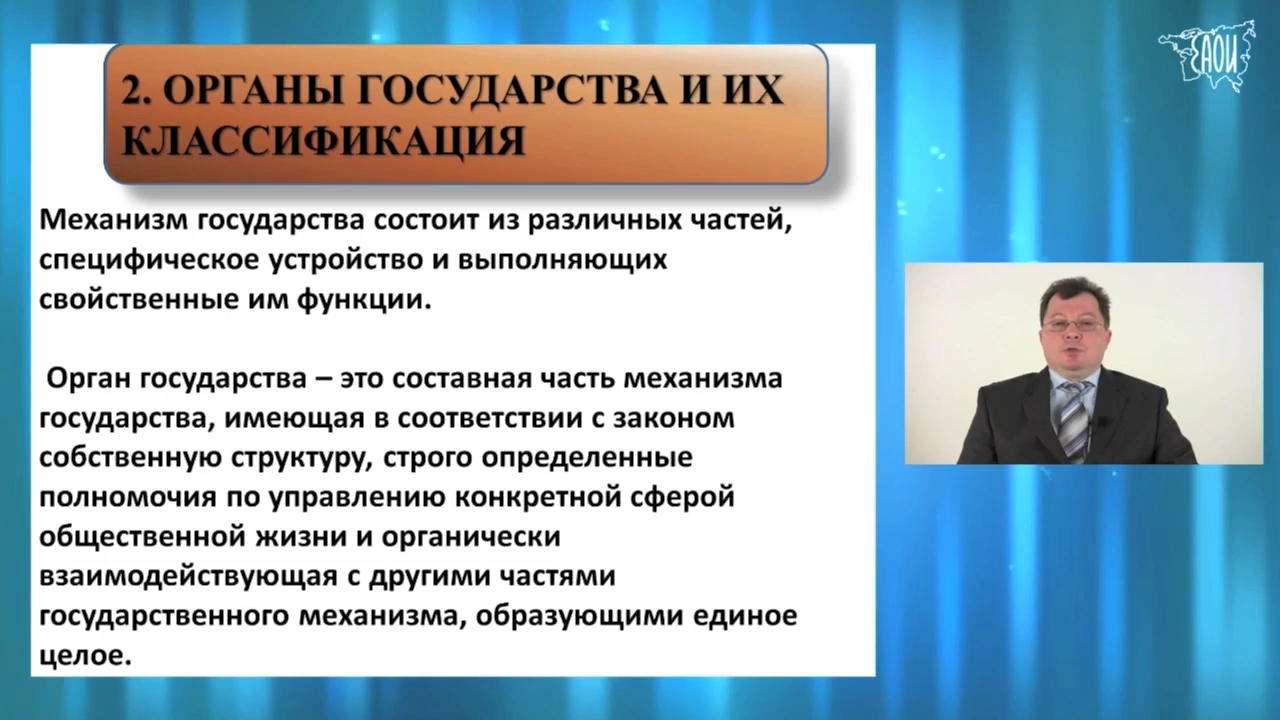 2. ОРГАНЫ ГОСУДАРСТВА И ИХ
КЛАССИФИКАЦИЯ
Механизм государства состоит из различных частей,
специфическое устройство и выполняющих
свойственные им функции.
Орган государства – это составная часть механизма
государства, имеющая в соответствии с законом
собственную структуру, строго определенные
полномочия по управлению конкретной сферой
общественной жизни и органически
взаимодействующая с другими частями
государственного механизма, образующими единое
целое.
ЕАОИ